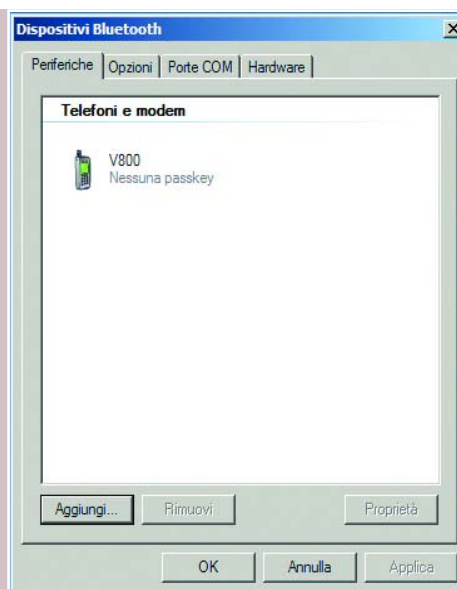 Dispositivi Bluetooth
Periferiche Opzioni Porte COM Hardware
Telefoni e modem
V800
Nessuna passkey
Aggiungi... Rimuovi Proprietà
OK Annulla Applica